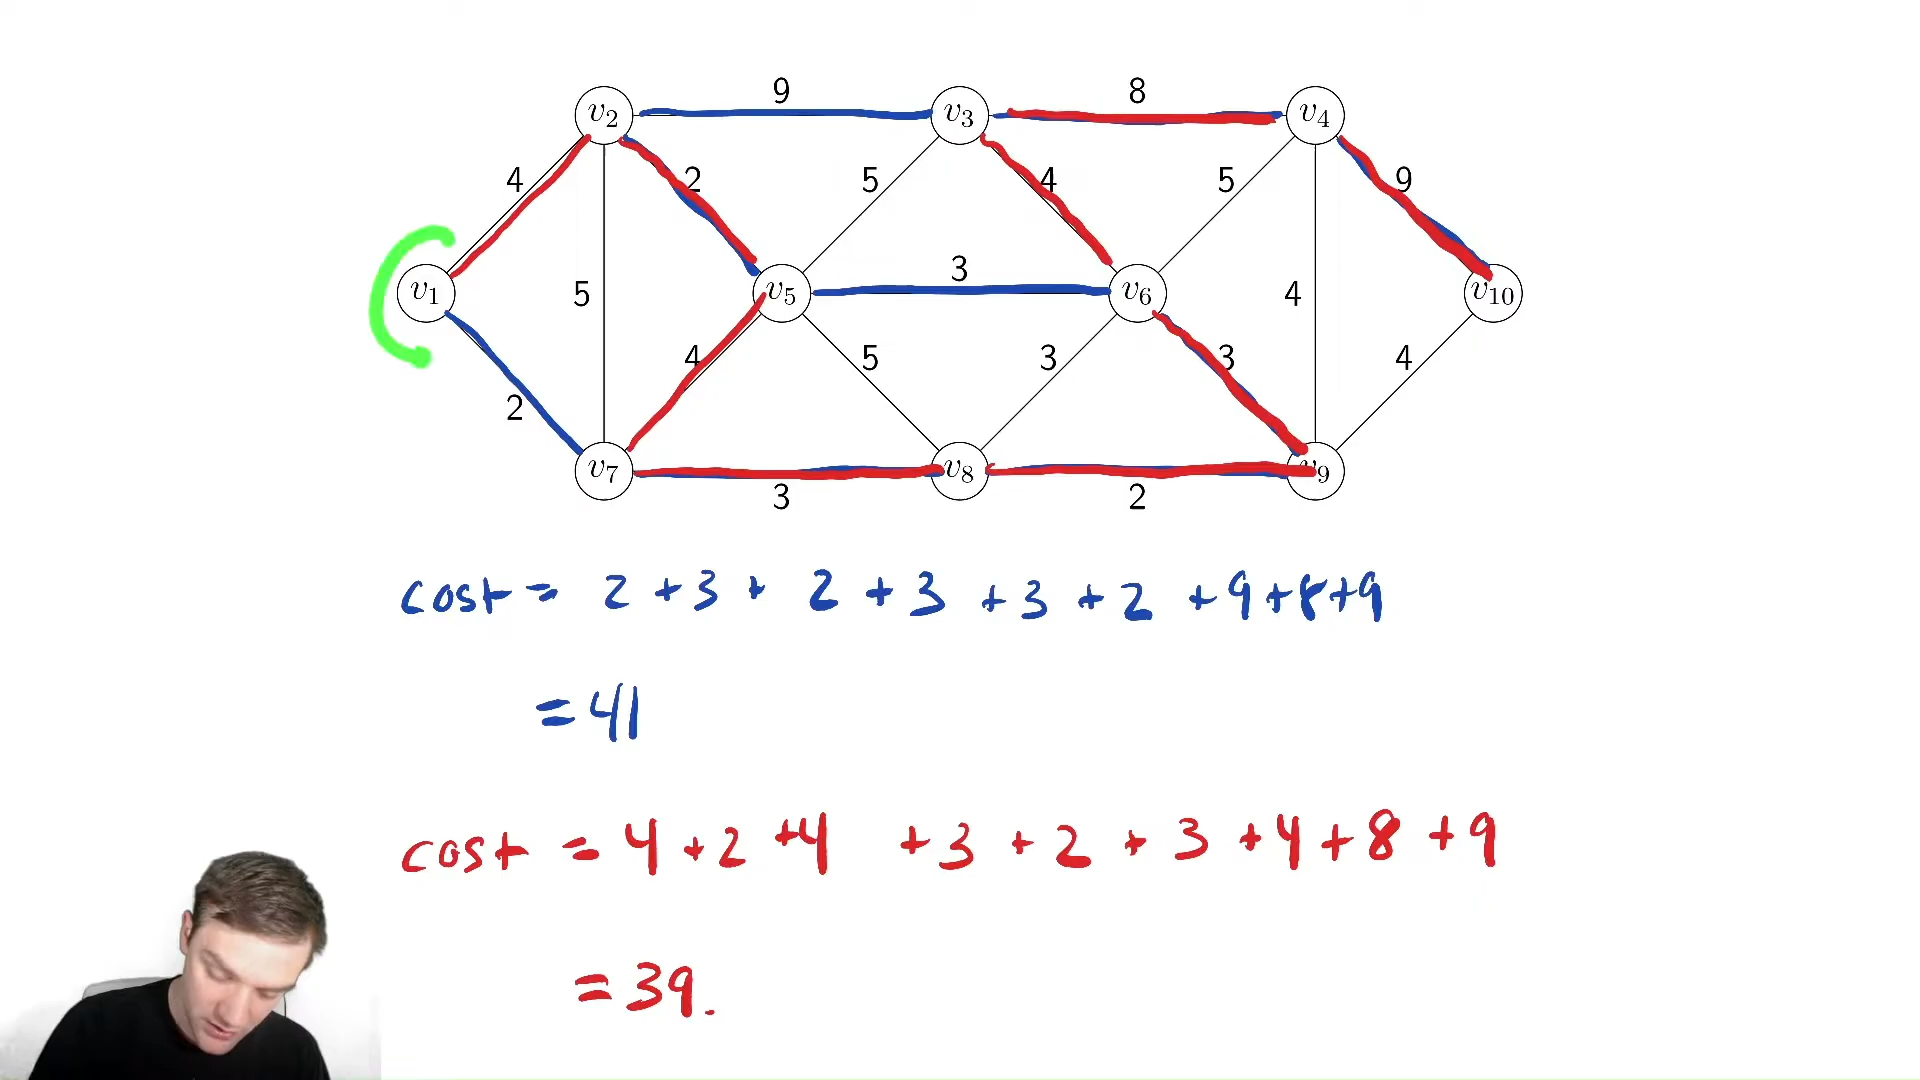 9 8
v2 v3 v4
4 2 5 4 5 9
v1 5 v5 3 v6 4 v10
2 4 5 3 3 4
v7 v8 v9
3 2
cost = 2 + 3 + 2 + 3 + 3 + 2 + 9 + 8 + 9
= 41
cost = 4 + 2 + 4 + 3 + 2 + 3 + 4 + 8 + 9
= 39.